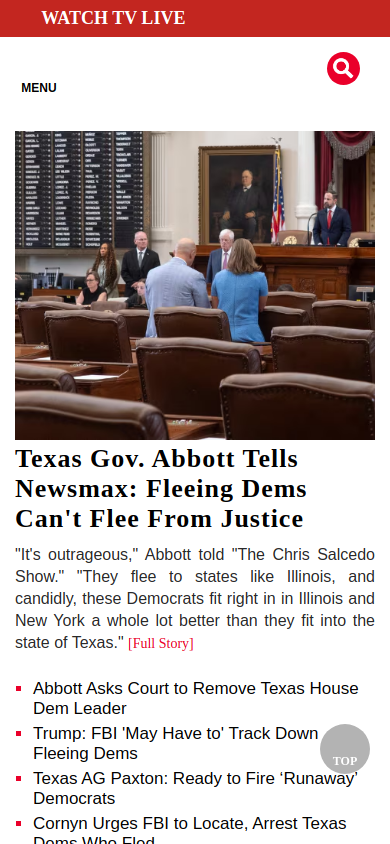 WATCH TV LIVE
MENU
Texas Gov. Abbott Tells
Newsmax: Fleeing Dems
Can't Flee From Justice
"It's outrageous," Abbott told "The Chris Salcedo
Show." "They flee to states like Illinois, and
candidly, these Democrats fit right in in Illinois and
New York a whole lot better than they fit into the
state of Texas." [Full Story]
Abbott Asks Court to Remove Texas House
Dem Leader
Trump: FBI 'May Have to' Track Down
Fleeing Dems
TOP
Texas AG Paxton: Ready to Fire ‘Runaway’
Democrats
Cornyn Urges FBI to Locate, Arrest Texas
Dems Who Fled